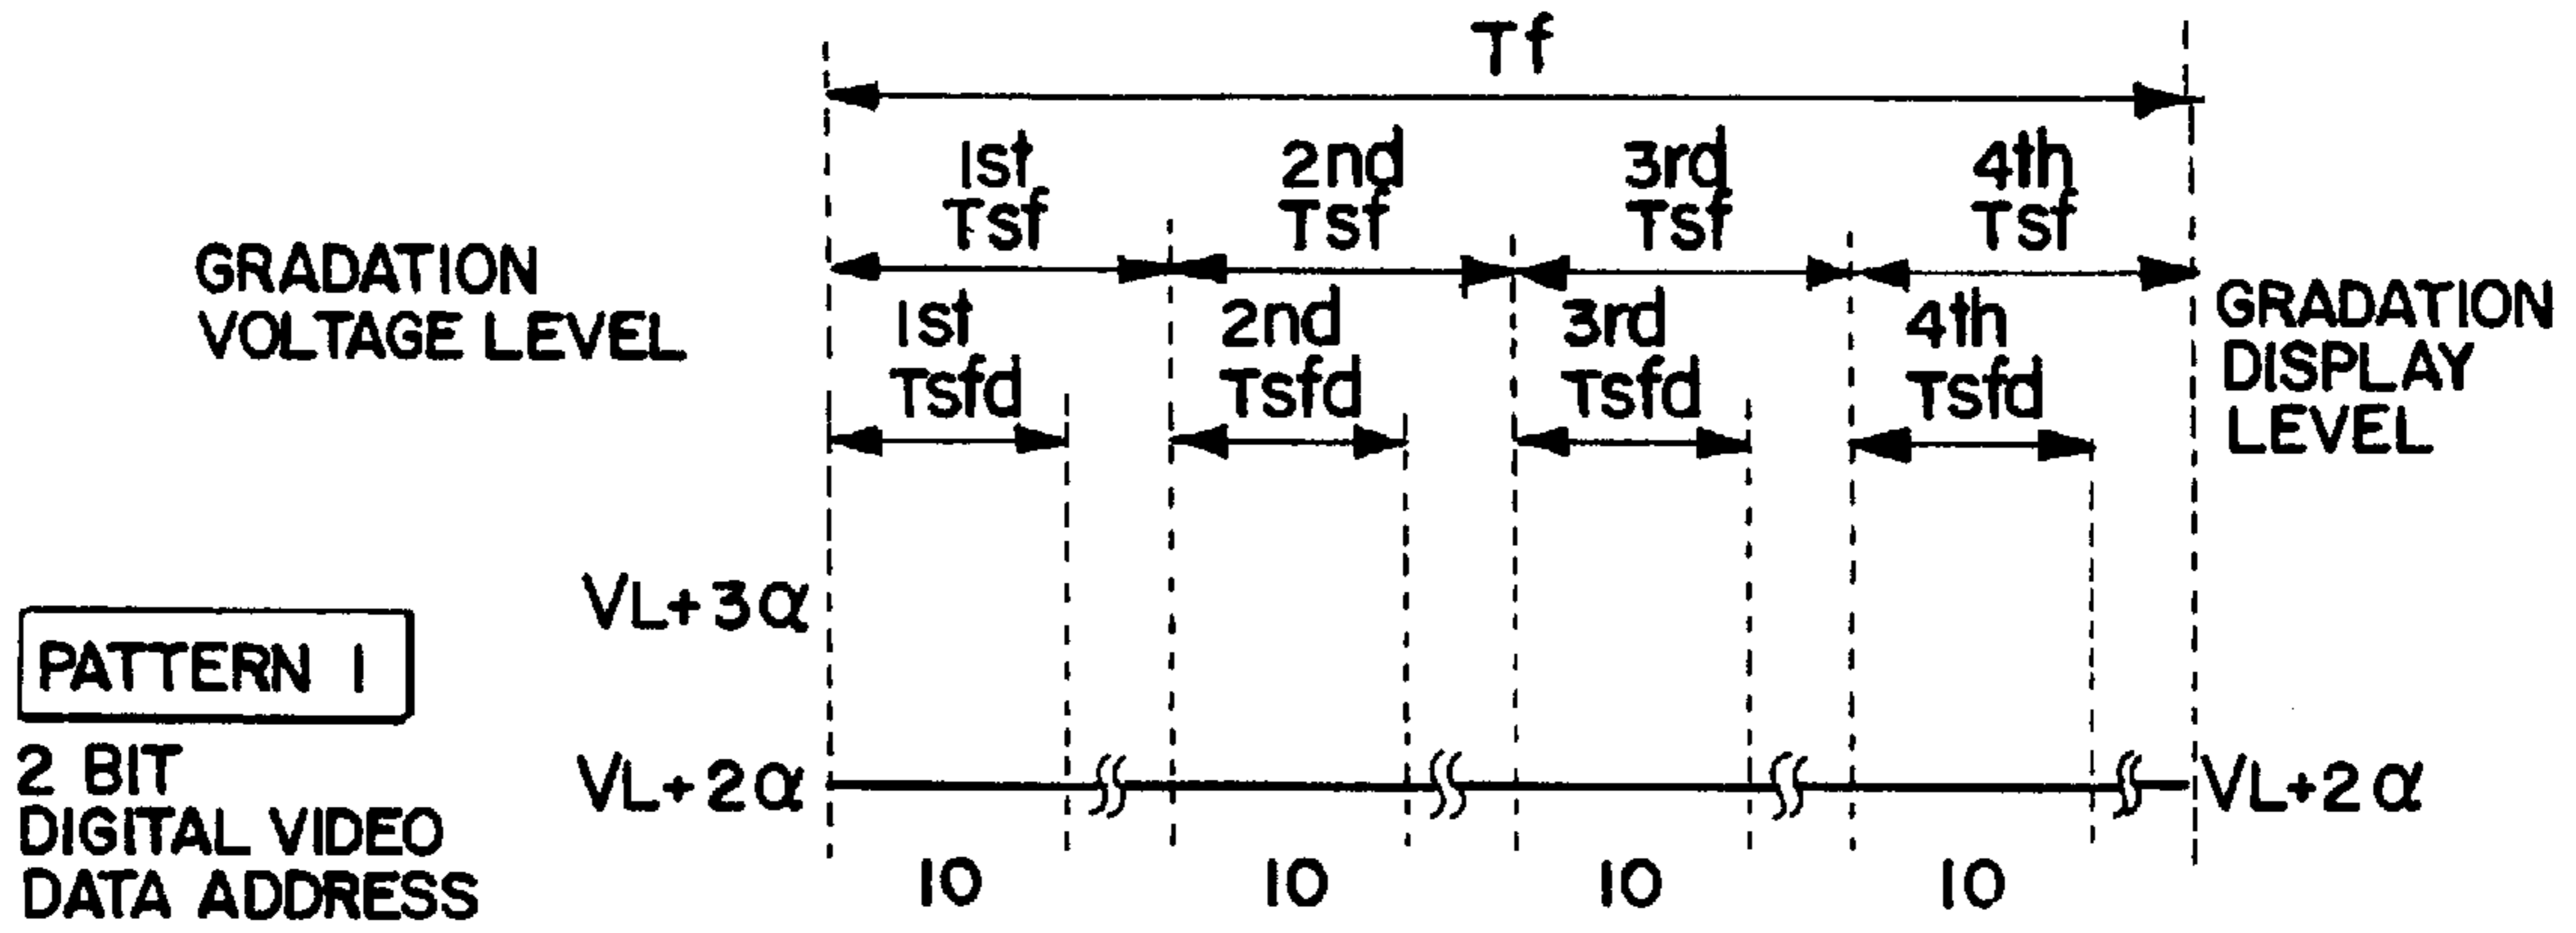 Tf
1st 2nd 3rd 4th
Tsf Tsf Tsf Tsf
GRADATION
VOLTAGE LEVEL
1st 2nd 3rd 4th
Tsfd Tsfd Tsfd Tsfd
GRADATION
DISPLAY
LEVEL
VL+3α
PATTERN 1
VL+2α VL+2α
2 BIT
DIGITAL VIDEO
DATA ADDRESS
10 10 10 10